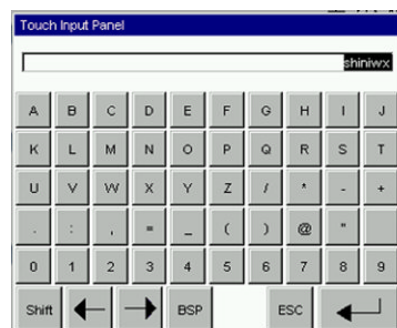 Touch Input Panel
shiniwx
A B C D E F G H I J
K L M N O P Q R S T
U V W X Y Z / * - +
. : , = _ ( ) @ "
0 1 2 3 4 5 6 7 8 9
Shift BSP ESC